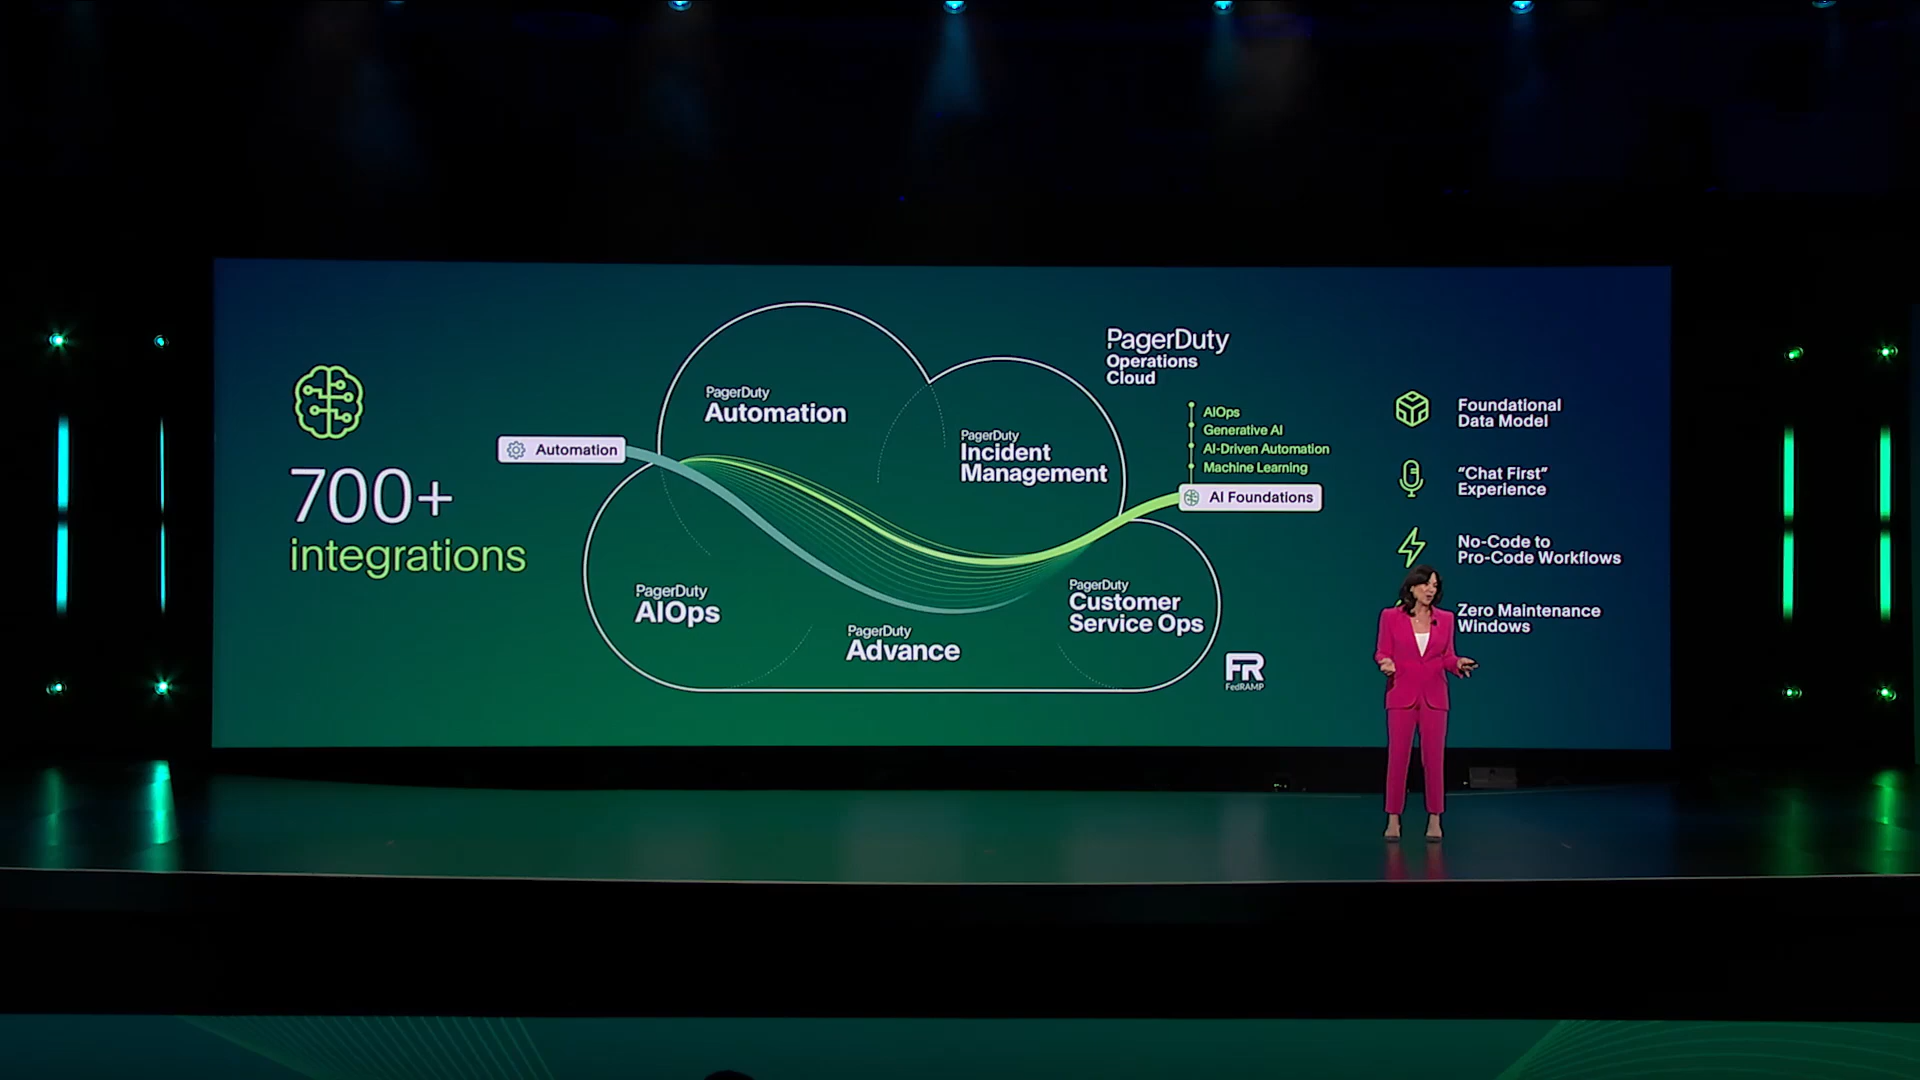 700+
integrations
Automation
PagerDuty
Automation
PagerDuty
Incident
Management
PagerDuty
AIOps
PagerDuty
Advance
PagerDuty
Customer
Service Ops
PagerDuty
Operations
Cloud
AIOps
Generative AI
AI-Driven Automation
Machine Learning
AI Foundations
FR
FedRAMP
Foundational
Data Model
“Chat First”
Experience
No-Code to
Pro-Code Workflows
Zero Maintenance
Windows